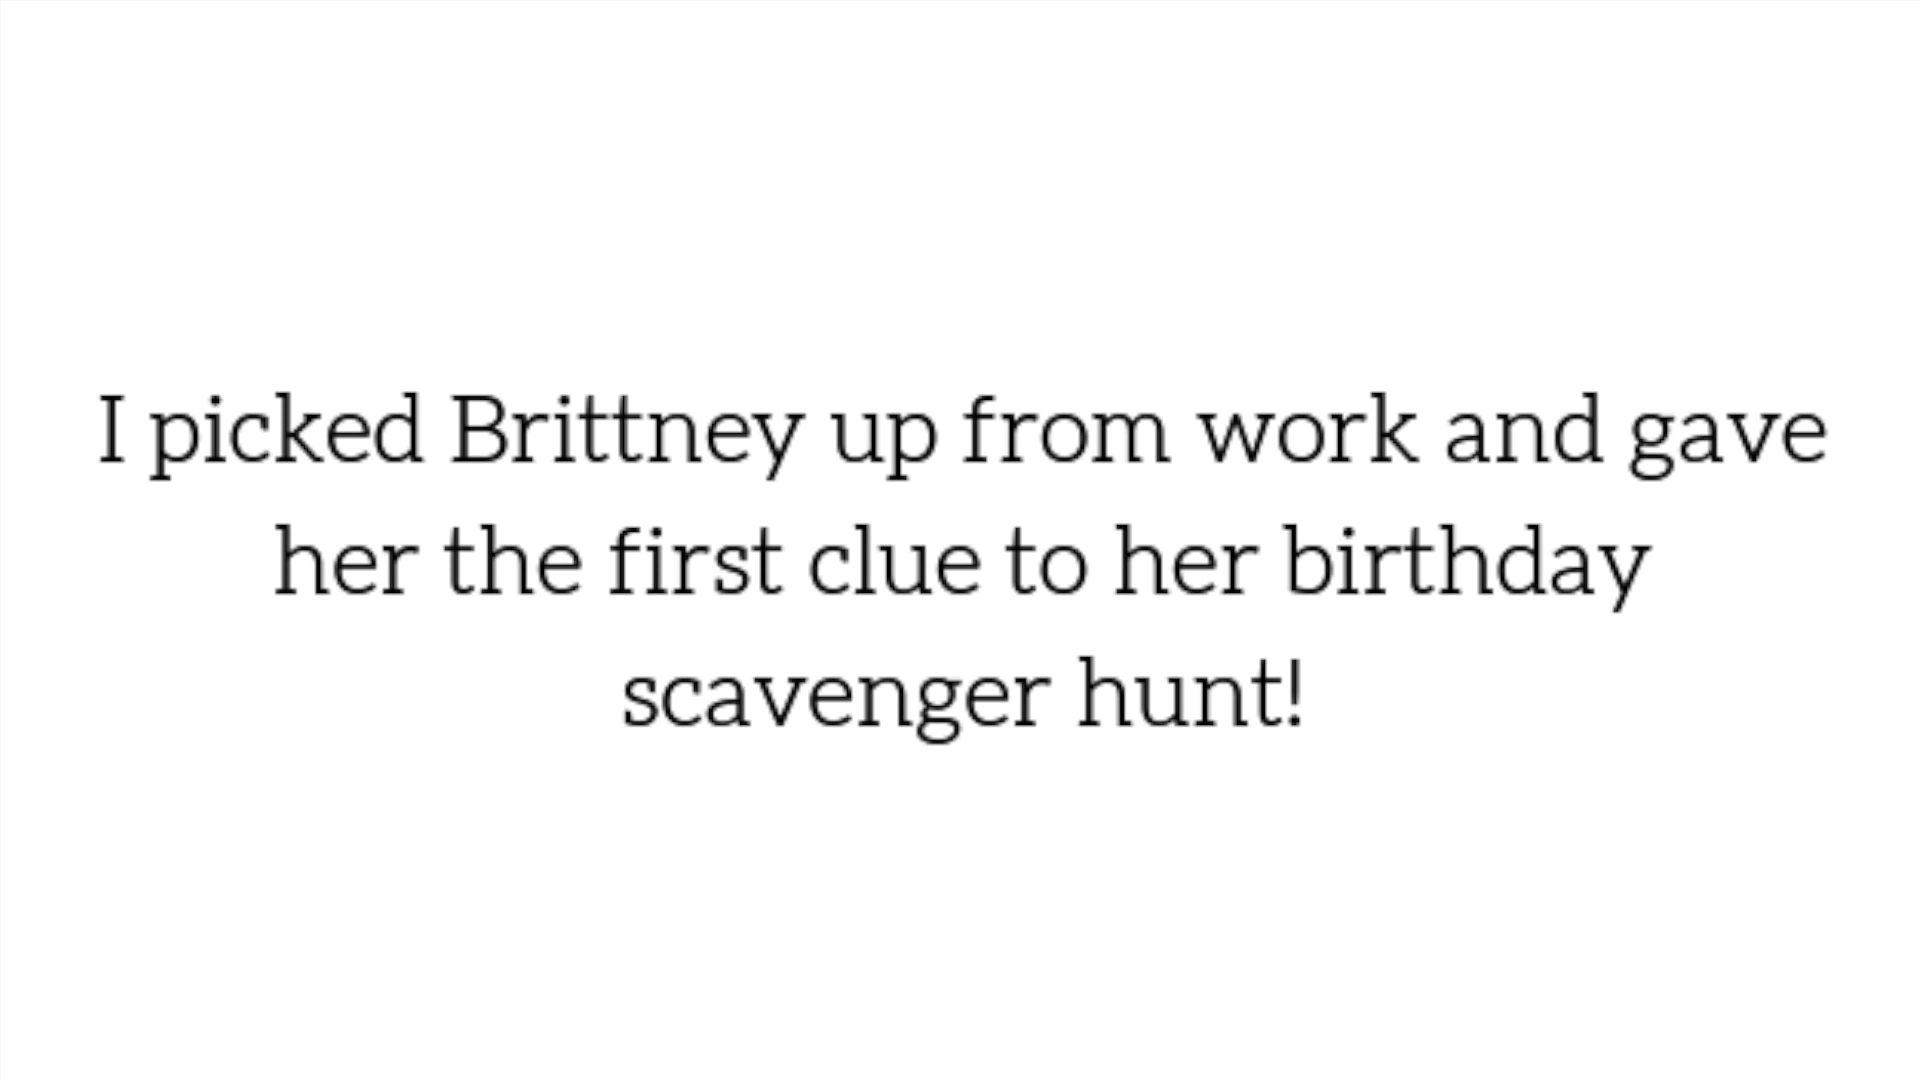 I picked Brittney up from work and gave
her the first clue to her birthday
scavenger hunt!